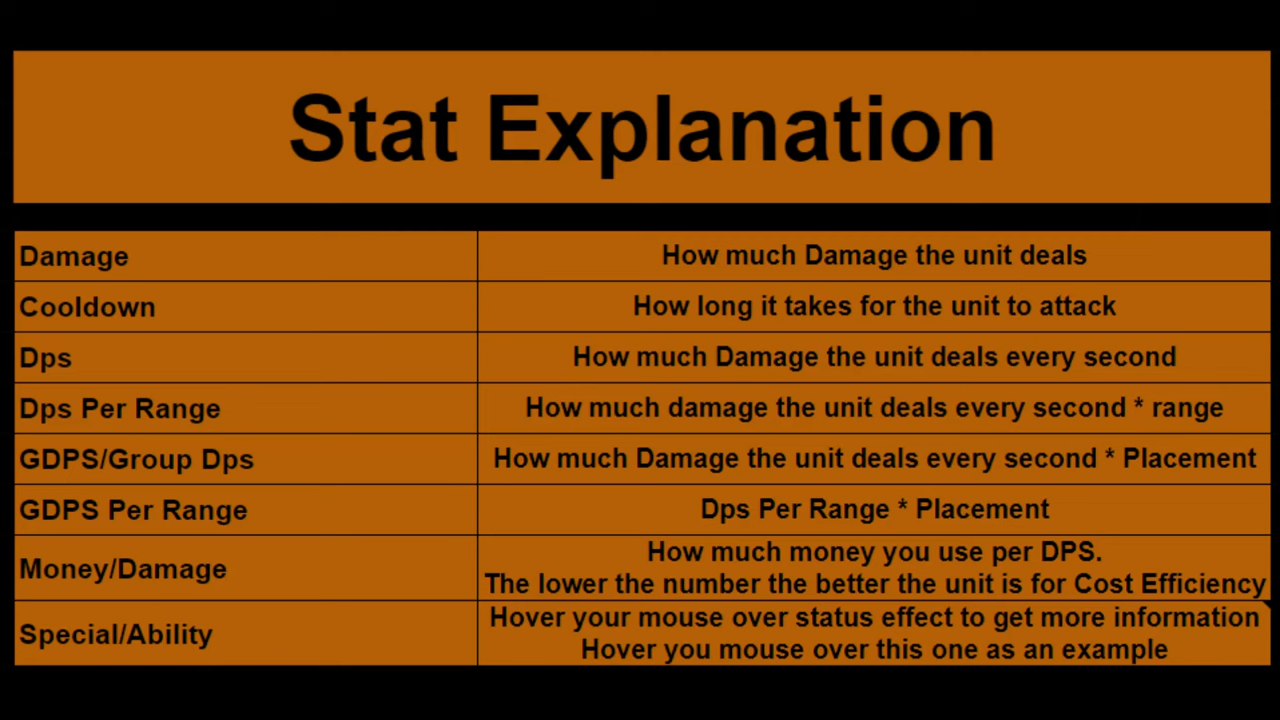 Stat Explanation
Damage How much Damage the unit deals
Cooldown How long it takes for the unit to attack
Dps How much Damage the unit deals every second
Dps Per Range How much damage the unit deals every second * range
GDPS/Group Dps How much Damage the unit deals every second * Placement
GDPS Per Range Dps Per Range * Placement
Money/Damage How much money you use per DPS.
The lower the number the better the unit is for Cost Efficiency
Special/Ability Hover your mouse over status effect to get more information
Hover you mouse over this one as an example